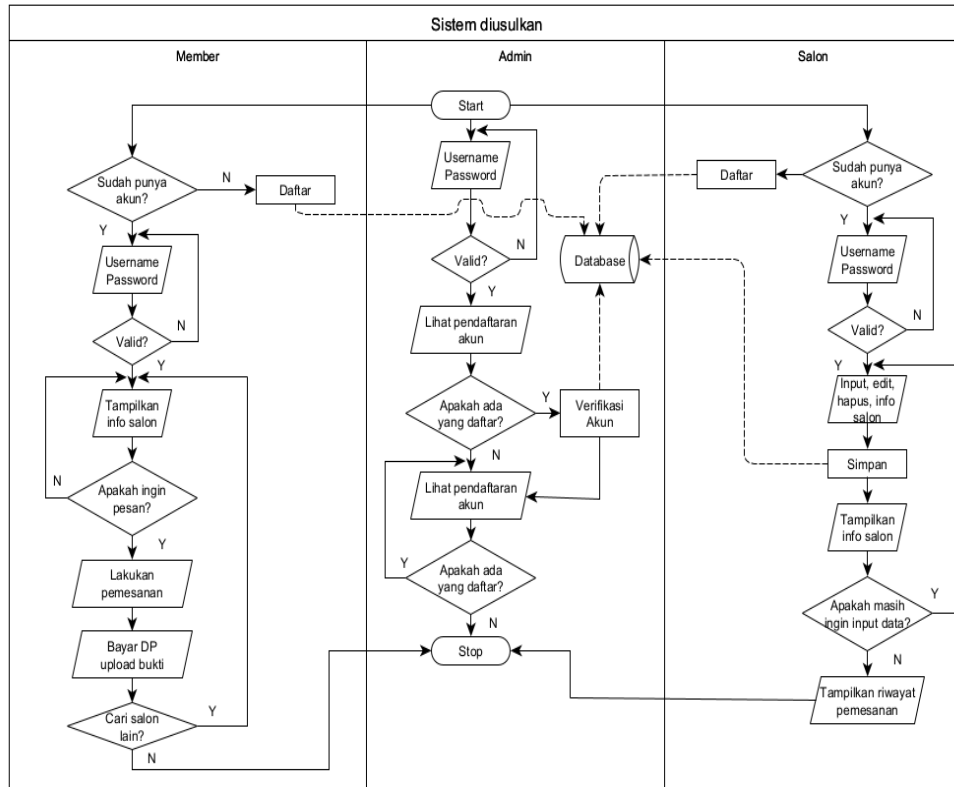 Sistem diusulkan
Member
Admin
Salon
Start
Sudah punya
akun?
N
Daftar
Y
Username
Password
Valid?
N
Y
Tampilkan
info salon
Apakah ingin
pesan?
N
Y
Lakukan
pemesanan
Bayar DP
upload bukti
Cari salon
lain?
Y
N
Username
Password
Valid?
N
Y
Lihat pendaftaran
akun
Apakah ada
yang daftar?
Y
Verifikasi
Akun
N
Lihat pendaftaran
akun
Apakah ada
yang daftar?
Y
N
Stop
Database
Daftar
Sudah punya
akun?
Y
Username
Password
Valid?
N
Y
Input, edit,
hapus, info
salon
Simpan
Tampilkan
info salon
Apakah masih
ingin input data?
Y
N
Tampilkan riwayat
pemesanan